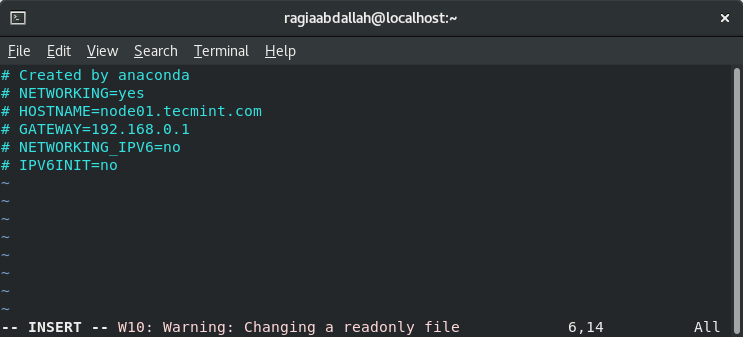 ragiaabdallah@localhost:~
File Edit View Search Terminal Help
# Created by anaconda
# NETWORKING=yes
# HOSTNAME=node01.tecmint.com
# GATEWAY=192.168.0.1
# NETWORKING_IPV6=no
# IPV6INIT=no
~
~
~
~
~
~
~
~
-- INSERT -- W10: Warning: Changing a readonly file 6,14 All